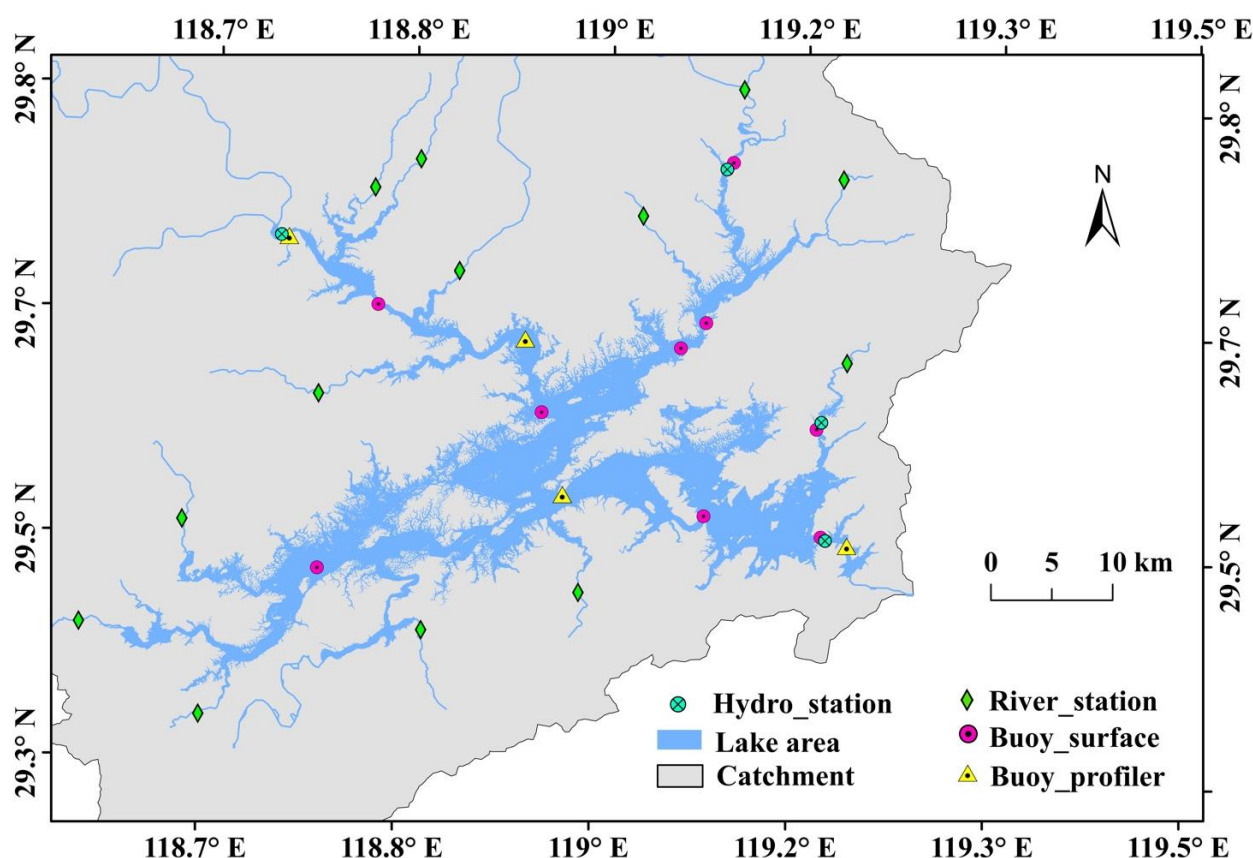 118.7° E 118.8° E 119° E 119.2° E 119.3° E 119.5° E
29.8° N
29.8° N
N
29.7° N
29.7° N
29.5° N
29.5° N
0 5 10 km
Hydro_station
River_station
Lake area
Buoy_surface
Catchment
Buoy_profiler
29.3° N
118.7° E 118.8° E 119° E 119.2° E 119.3° E 119.5° E